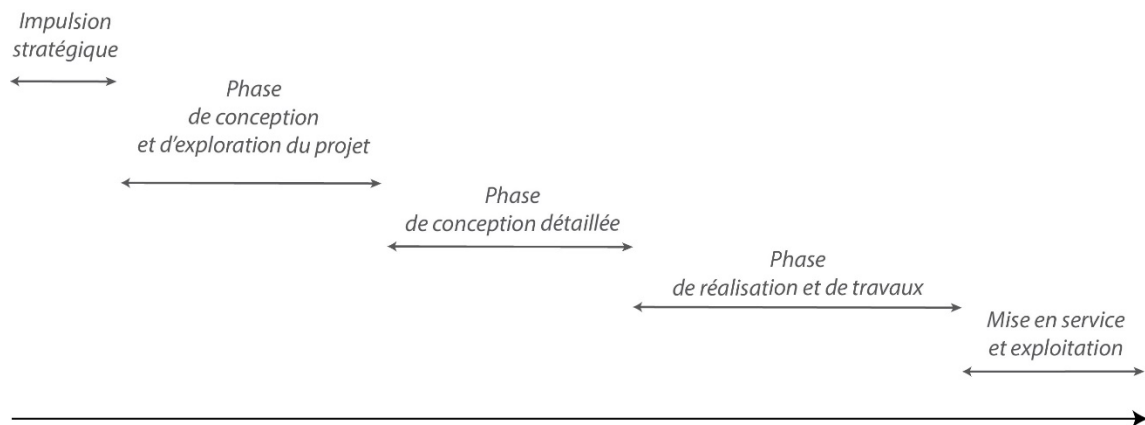 Impulsion
stratégique
Phase
de conception
et d’exploration du projet
Phase
de conception détaillée
Phase
de réalisation et de travaux
Mise en service
et exploitation